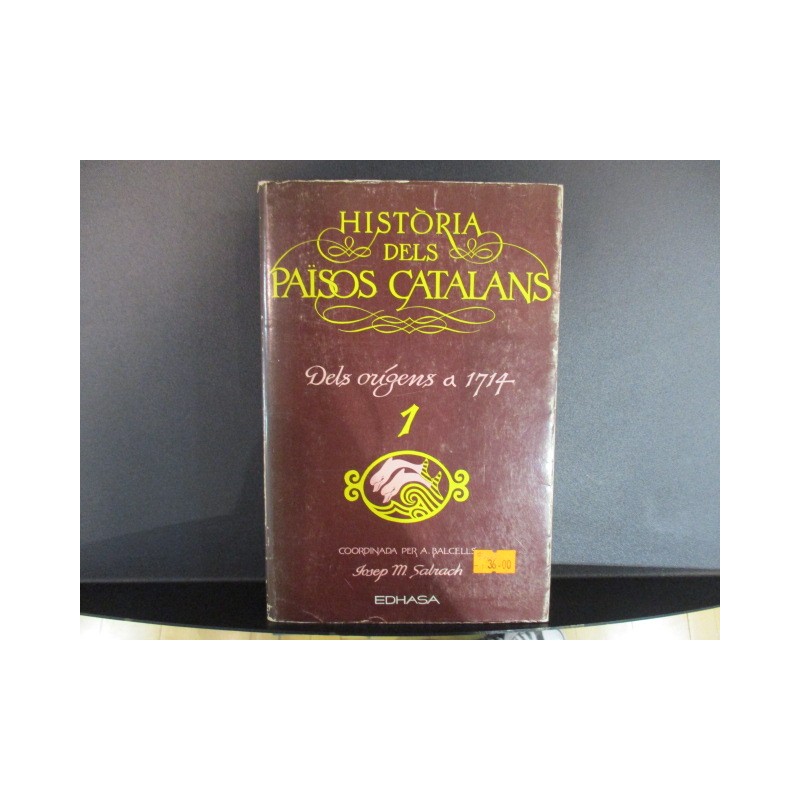 HISTÒRIA
DELS
PAÏSOS CATALANS
Dels orígens a 1714
1
COORDINADA PER A. BALCELLS
Josep M. Salrach
36.00
EDHASA